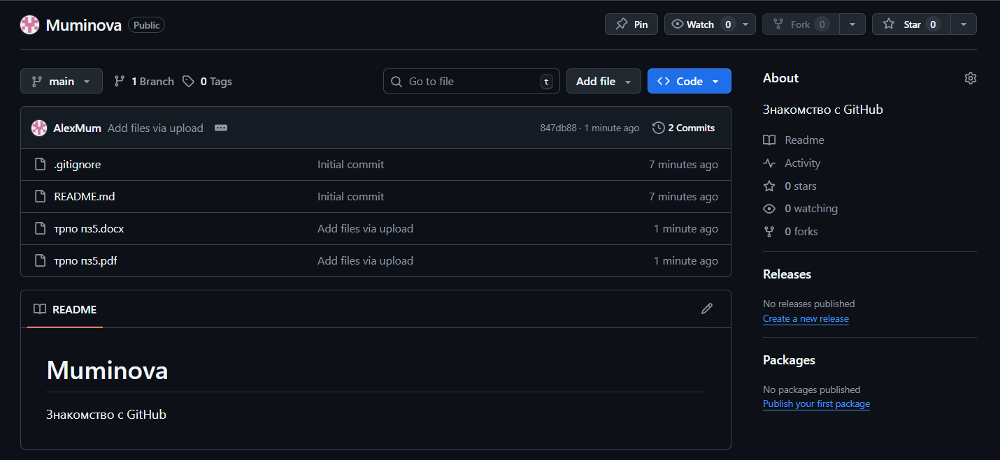 Muminova Public Pin Watch 0 Fork 0 Star 0
main 1 Branch 0 Tags Go to file t Add file Code
AlexMum Add files via upload 847db88 · 1 minute ago 2 Commits
.gitignore Initial commit 7 minutes ago
README.md Initial commit 7 minutes ago
трпо пз5.docx Add files via upload 1 minute ago
трпо пз5.pdf Add files via upload 1 minute ago
README
Muminova
Знакомство с GitHub
About
Знакомство с GitHub
Readme
Activity
0 stars
0 watching
0 forks
Releases
No releases published
Create a new release
Packages
No packages published
Publish your first package